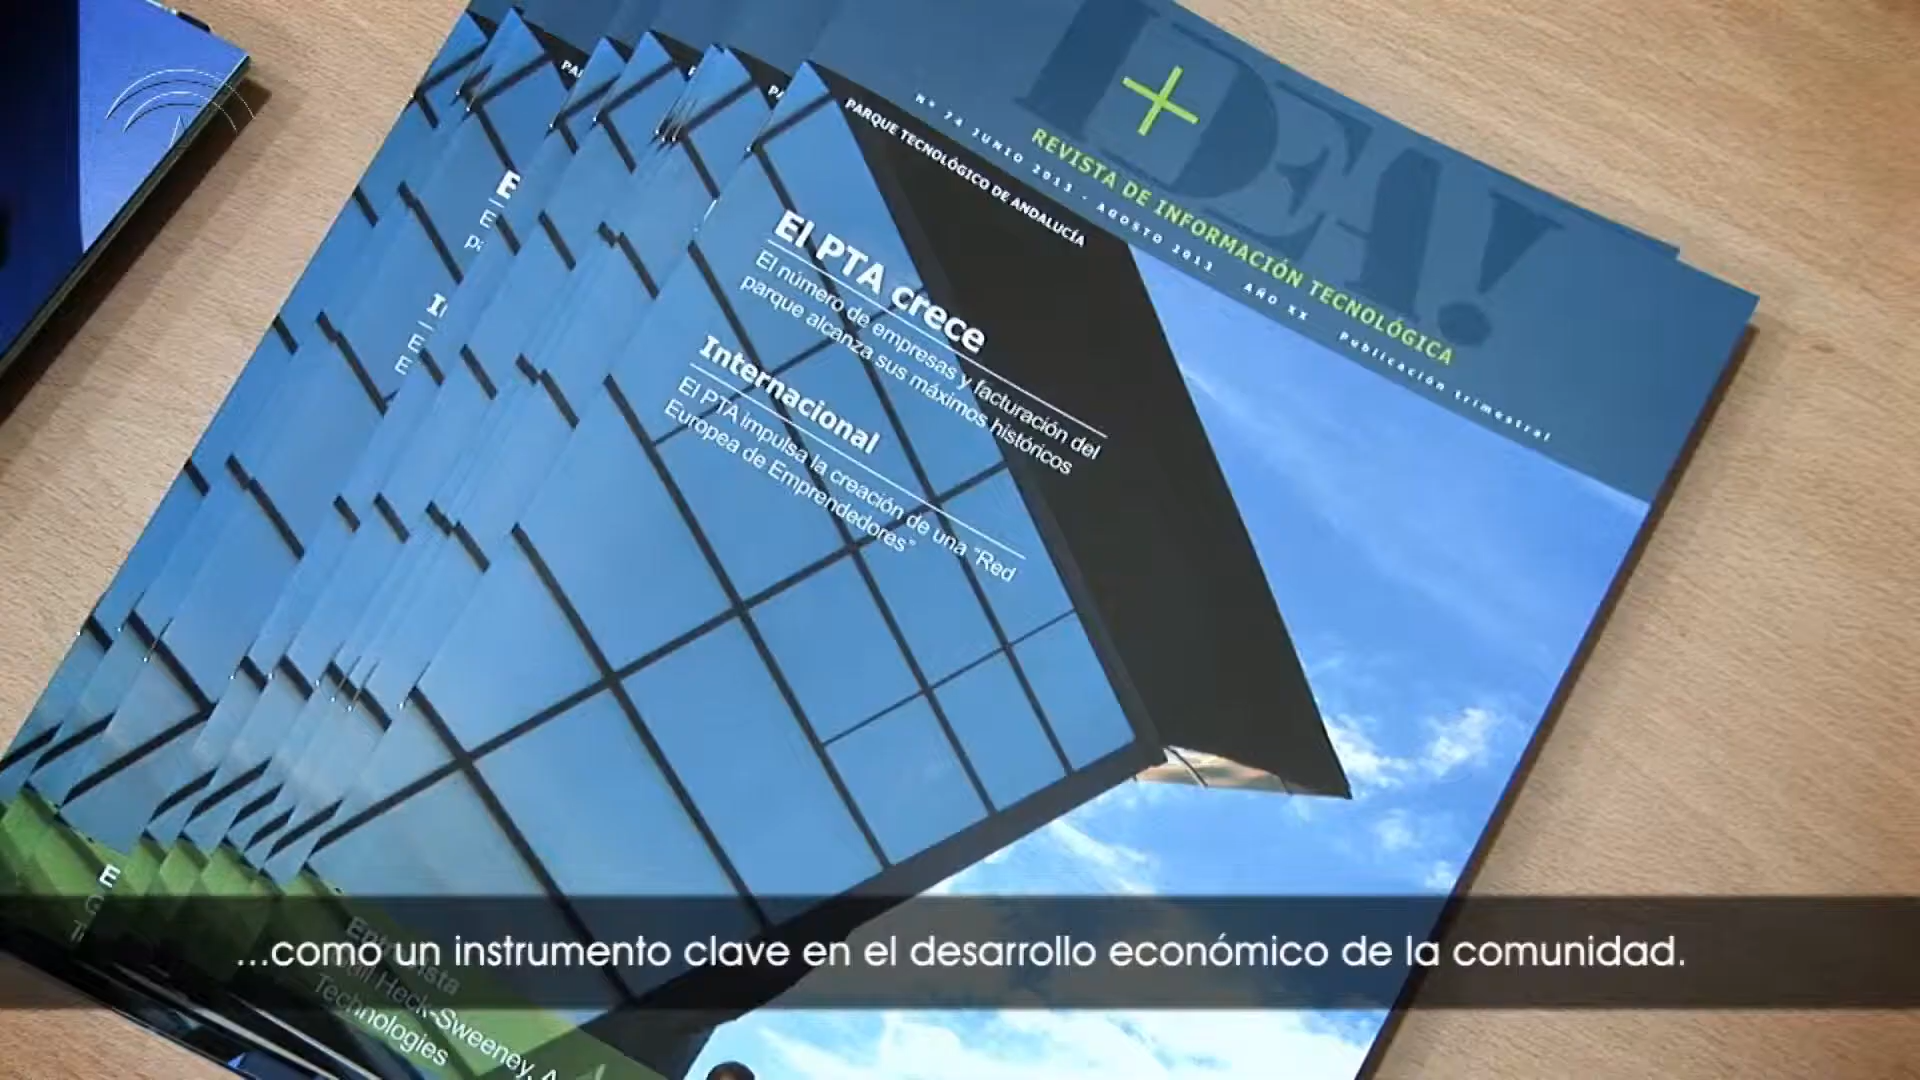 IDEA!
+
REVISTA DE INFORMACIÓN TECNOLÓGICA
Nº 74 JUNIO 2013 - AGOSTO 2013 AÑO XX publicación trimestral
PARQUE TECNOLÓGICO DE ANDALUCÍA
El PTA crece
El número de empresas y facturación del
parque alcanza sus máximos históricos
Internacional
El PTA impulsa la creación de una "Red
Europea de Emprendedores"
Entrevista
Heck-Sweeney,
Technologies
...como un instrumento clave en el desarrollo económico de la comunidad.